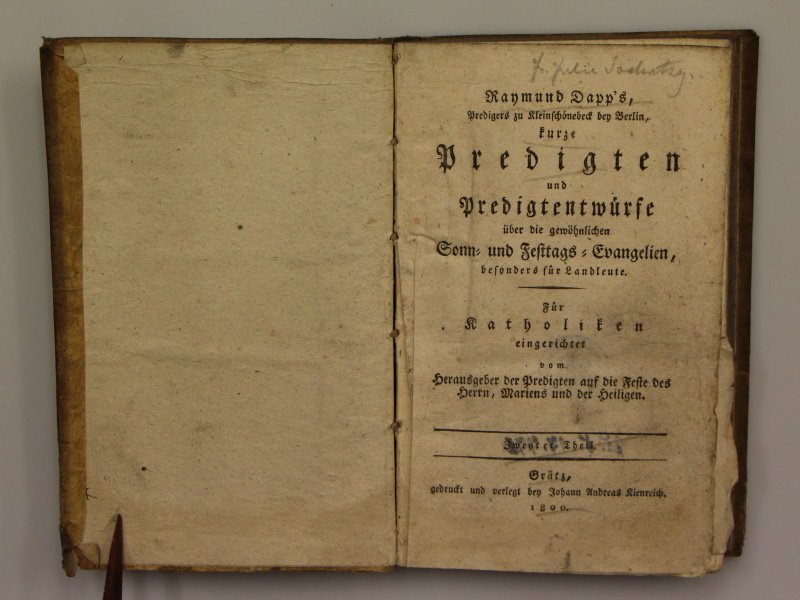 Raymund Dapp's,
Predigers zu Kleinschönebeck bey Berlin,
kurze
Predigten
und
Predigtentwürfe
über die gewöhnlichen
Sonn- und Festtags-Evangelien,
besonders für Landleute.
Für
Katholiken
eingerichtet
vom
Herausgeber der Predigten auf die Feste des
Herrn, Mariens und der Heiligen.
Zweyter Theil.
Grätz,
gedruckt und verlegt bey Johann Andreas Kienreich.
1800.